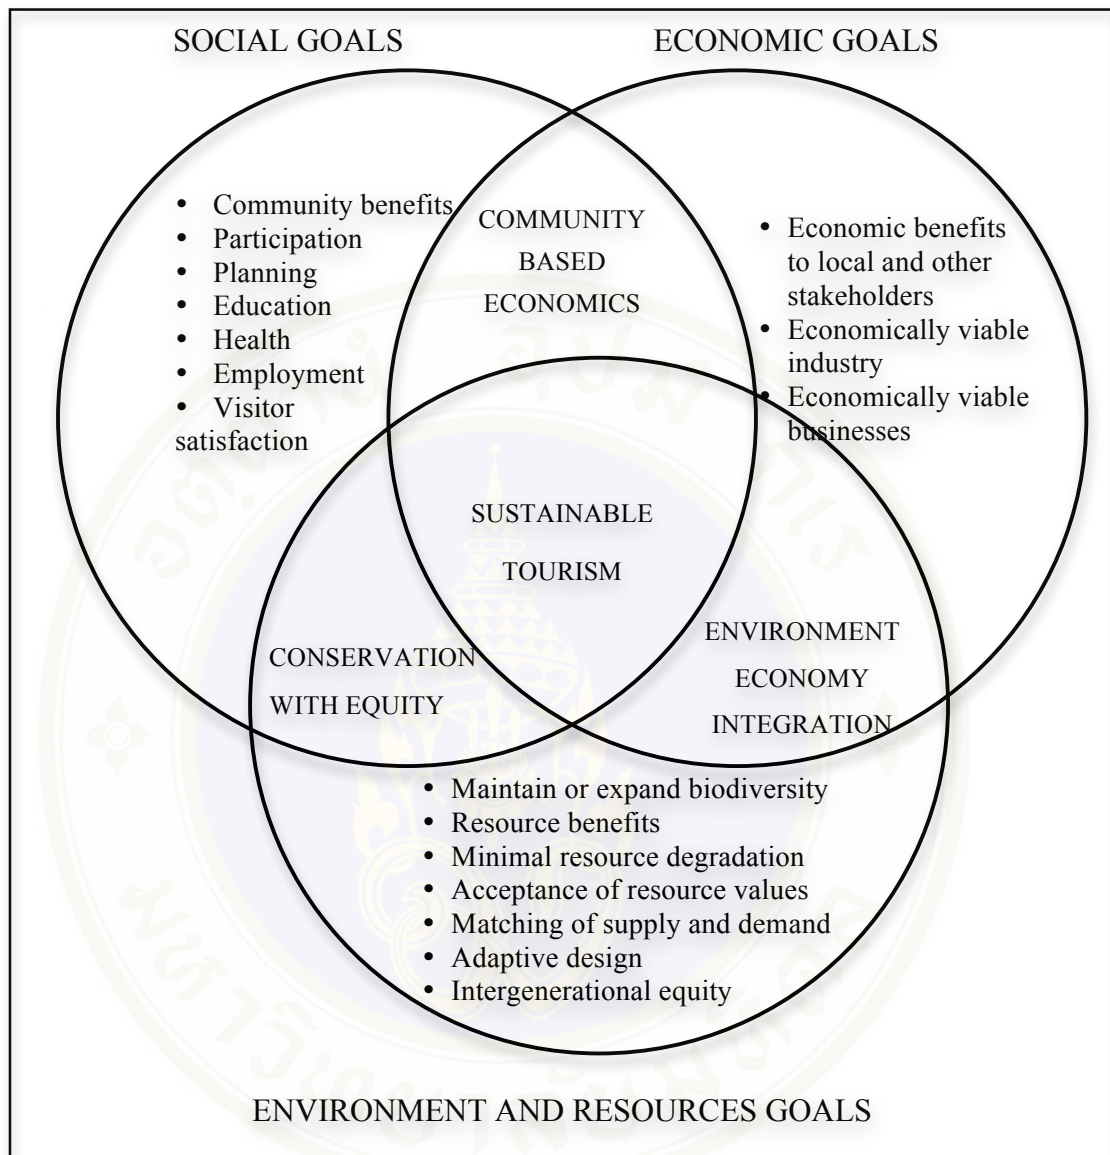 SOCIAL GOALS
ECONOMIC GOALS
• Community benefits
• Participation
• Planning
• Education
• Health
• Employment
• Visitor
satisfaction
COMMUNITY
BASED
ECONOMICS
• Economic benefits
to local and other
stakeholders
• Economically viable
industry
• Economically viable
businesses
SUSTAINABLE
TOURISM
CONSERVATION
WITH EQUITY
ENVIRONMENT
ECONOMY
INTEGRATION
• Maintain or expand biodiversity
• Resource benefits
• Minimal resource degradation
• Acceptance of resource values
• Matching of supply and demand
• Adaptive design
• Intergenerational equity
ENVIRONMENT AND RESOURCES GOALS